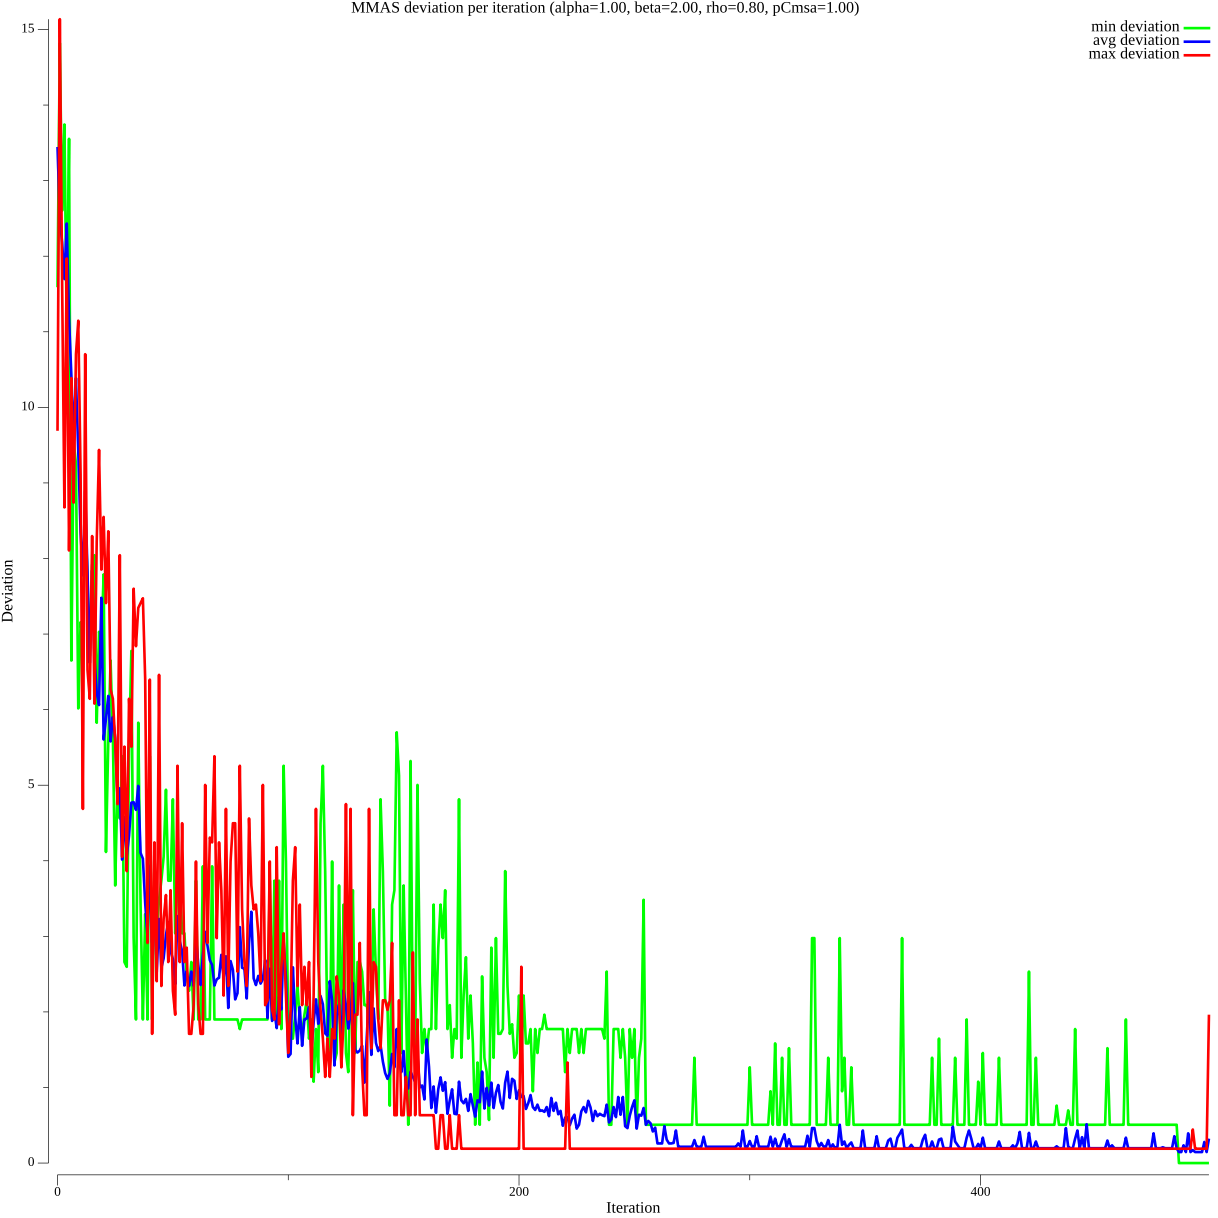 MMAS deviation per iteration (alpha=1.00, beta=2.00, rho=0.80, pCmsa=1.00)
min deviation
avg deviation
max deviation
15
10
5
0
Deviation
0
200
400
Iteration